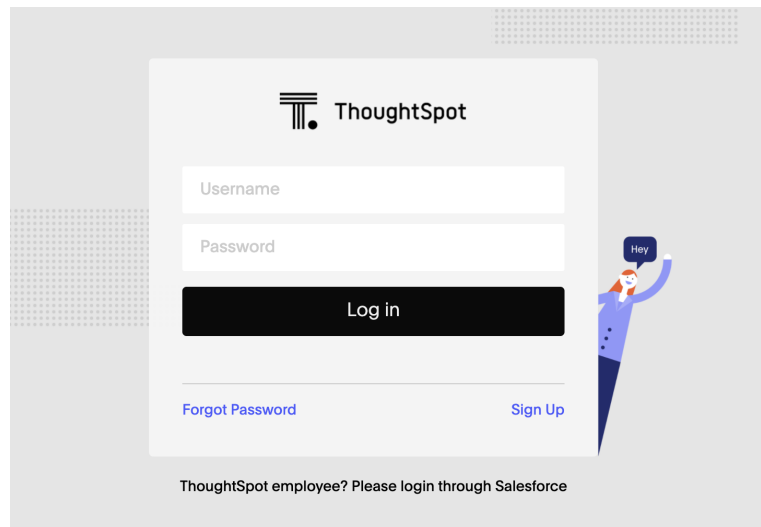 ThoughtSpot
Username
Password
Hey
Log in
Forgot Password
Sign Up
ThoughtSpot employee? Please login through Salesforce